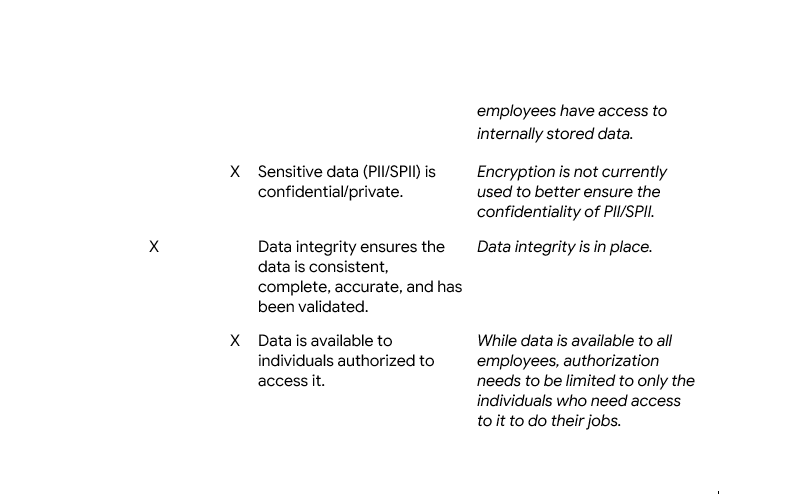 employees have access to
internally stored data.
X Sensitive data (PII/SPII) is
confidential/private.
Encryption is not currently
used to better ensure the
confidentiality of PII/SPII.
X Data integrity ensures the
data is consistent,
complete, accurate, and has
been validated.
Data integrity is in place.
X Data is available to
individuals authorized to
access it.
While data is available to all
employees, authorization
needs to be limited to only the
individuals who need access
to it to do their jobs.